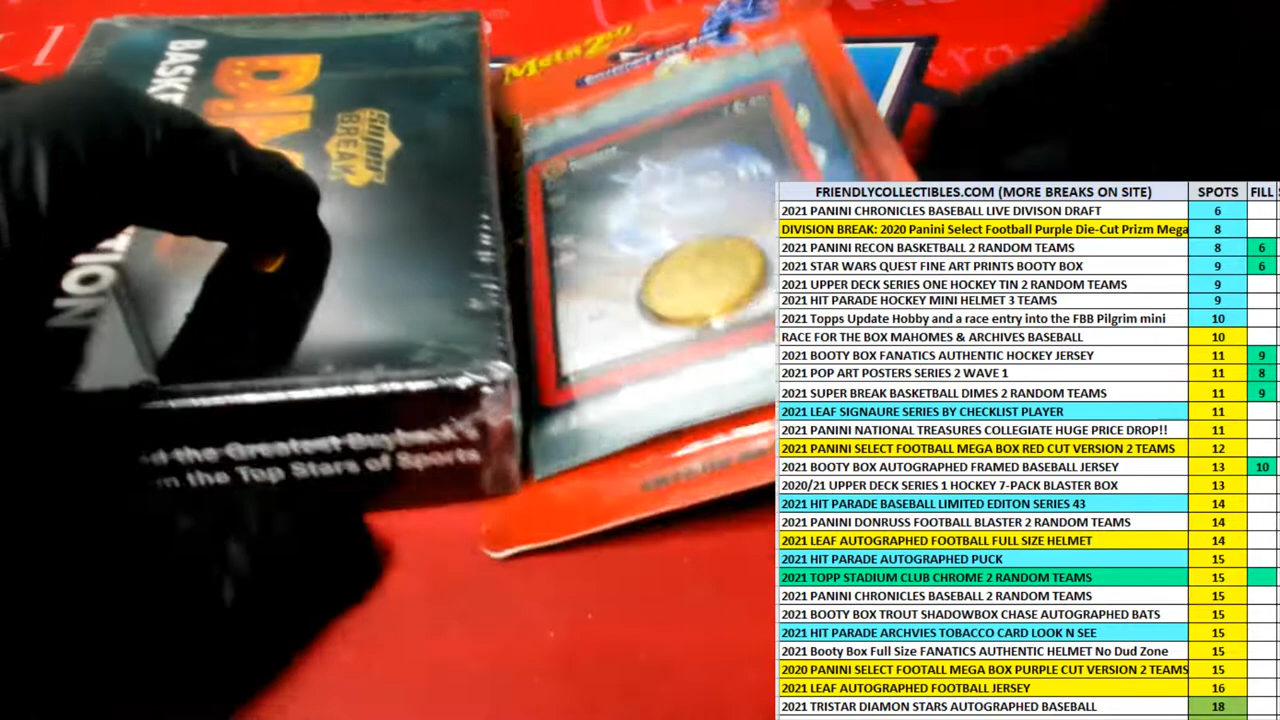 BASKE
DIM
super
BREAK
TION
d the Greatest Buyback's
m the Top Stars of Sports
MetaZoo
FRIENDLYCOLLECTIBLES.COM (MORE BREAKS ON SITE) SPOTS FILL
2021 PANINI CHRONICLES BASEBALL LIVE DIVISON DRAFT 6
DIVISION BREAK: 2020 Panini Select Football Purple Die-Cut Prizm Mega 8
2021 PANINI RECON BASKETBALL 2 RANDOM TEAMS 8 6
2021 STAR WARS QUEST FINE ART PRINTS BOOTY BOX 9 6
2021 UPPER DECK SERIES ONE HOCKEY TIN 2 RANDOM TEAMS 9
2021 HIT PARADE HOCKEY MINI HELMET 3 TEAMS 9
2021 Topps Update Hobby and a race entry into the FBB Pilgrim mini 10
RACE FOR THE BOX MAHOMES & ARCHIVES BASEBALL 10
2021 BOOTY BOX FANATICS AUTHENTIC HOCKEY JERSEY 11 9
2021 POP ART POSTERS SERIES 2 WAVE 1 11 8
2021 SUPER BREAK BASKETBALL DIMES 2 RANDOM TEAMS 11 9
2021 LEAF SIGNAURE SERIES BY CHECKLIST PLAYER 11
2021 PANINI NATIONAL TREASURES COLLEGIATE HUGE PRICE DROP!! 11
2021 PANINI SELECT FOOTBALL MEGA BOX RED CUT VERSION 2 TEAMS 12
2021 BOOTY BOX AUTOGRAPHED FRAMED BASEBALL JERSEY 13 10
2020/21 UPPER DECK SERIES 1 HOCKEY 7-PACK BLASTER BOX 13
2021 HIT PARADE BASEBALL LIMITED EDITON SERIES 43 14
2021 PANINI DONRUSS FOOTBALL BLASTER 2 RANDOM TEAMS 14
2021 LEAF AUTOGRAPHED FOOTBALL FULL SIZE HELMET 14
2021 HIT PARADE AUTOGRAPHED PUCK 15
2021 TOPP STADIUM CLUB CHROME 2 RANDOM TEAMS 15
2021 PANINI CHRONICLES BASEBALL 2 RANDOM TEAMS 15
2021 BOOTY BOX TROUT SHADOWBOX CHASE AUTOGRAPHED BATS 15
2021 HIT PARADE ARCHVIES TOBACCO CARD LOOK N SEE 15
2021 Booty Box Full Size FANATICS AUTHENTIC HELMET No Dud Zone 15
2020 PANINI SELECT FOOTALL MEGA BOX PURPLE CUT VERSION 2 TEAMS 15
2021 LEAF AUTOGRAPHED FOOTBALL JERSEY 16
2021 TRISTAR DIAMON STARS AUTOGRAPHED BASEBALL 18